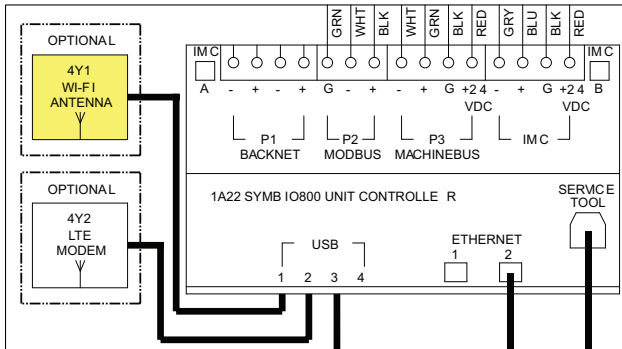 GRN WHT BLK WHT GRN BLK RED GRY BLU BLK RED
OPTIONAL
4Y1
WI-FI
ANTENNA
IMC
A
IMC
B
- + - + G - + - + G +24 - + G +24
VDC VDC
P1
BACKNET
P2
MODBUS
P3
MACHINEBUS
IMC
OPTIONAL
4Y2
LTE
MODEM
1A22 SYMB IO800 UNIT CONTROLLE R
SERVICE
TOOL
USB
1 2 3 4
ETHERNET
1 2